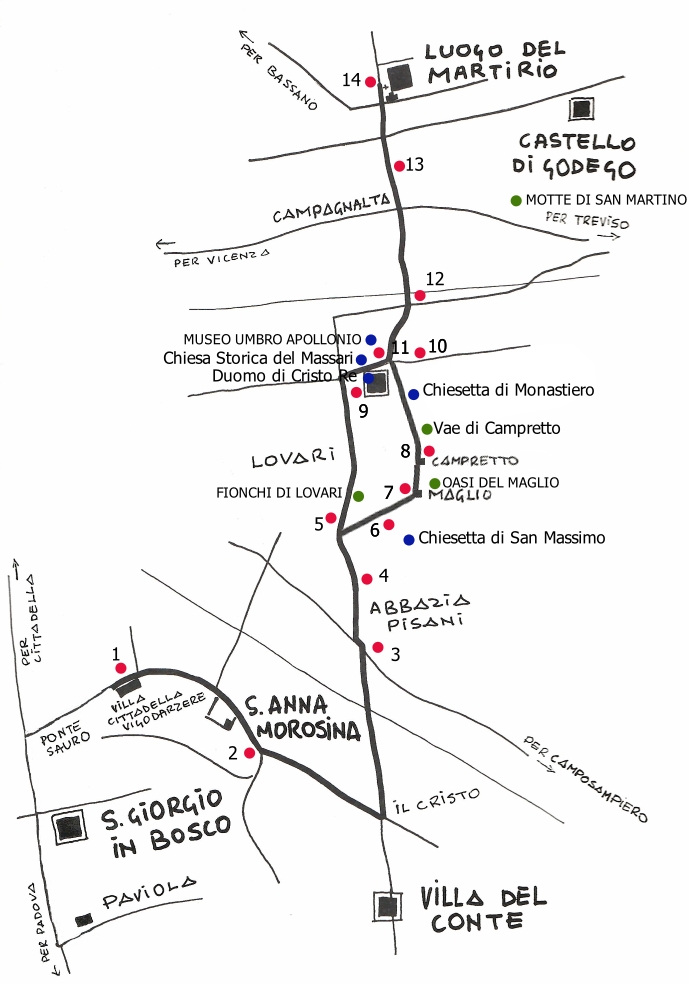 PER BASSANO
LUOGO DEL
MARTIRIO
14
CASTELLO
DI GODEGO
13
MOTTE DI SAN MARTINO
CAMPAGNALTA
PER TREVISO
PER VICENZA
12
MUSEO UMBRO APOLLONIO
11
10
Chiesa Storica del Massari
Duomo di Cristo Re
Chiesetta di Monastiero
9
Vae di Campretto
8
LOVARI
CAMPRETTO
OASI DEL MAGLIO
FIONCHI DI LOVARI
7
MAGLIO
5
6
Chiesetta di San Massimo
4
PER
CITTADELLA
ABBAZIA
PISANI
1
3
VILLA
CITTADELLA
VIGODARZERE
S. ANNA
MOROSINA
PONTE
SAURO
2
PER CAMPOSAMPIERO
IL CRISTO
S. GIORGIO
IN BOSCO
PAVIOLA
VILLA DEL
CONTE
PER PADOVA